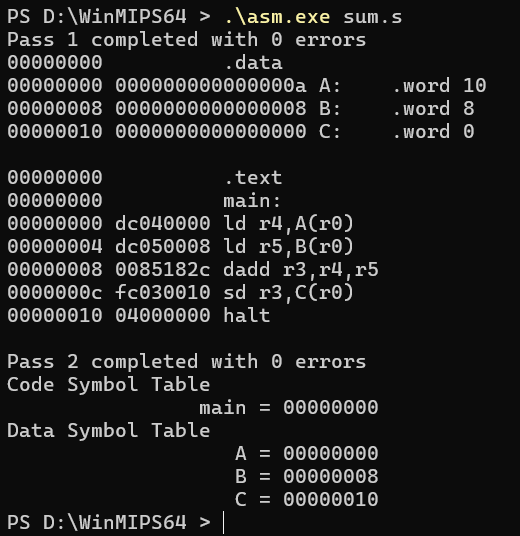 PS D:\WinMIPS64 > .\asm.exe sum.s
Pass 1 completed with 0 errors
00000000          .data
00000000 000000000000000a A:    .word 10
00000008 0000000000000008 B:    .word 8
00000010 0000000000000000 C:    .word 0

00000000          .text
00000000          main:
00000000 dc040000 ld r4,A(r0)
00000004 dc050008 ld r5,B(r0)
00000008 0085182c dadd r3,r4,r5
0000000c fc030010 sd r3,C(r0)
00000010 04000000 halt

Pass 2 completed with 0 errors
Code Symbol Table
                main = 00000000
Data Symbol Table
                   A = 00000000
                   B = 00000008
                   C = 00000010
PS D:\WinMIPS64 >